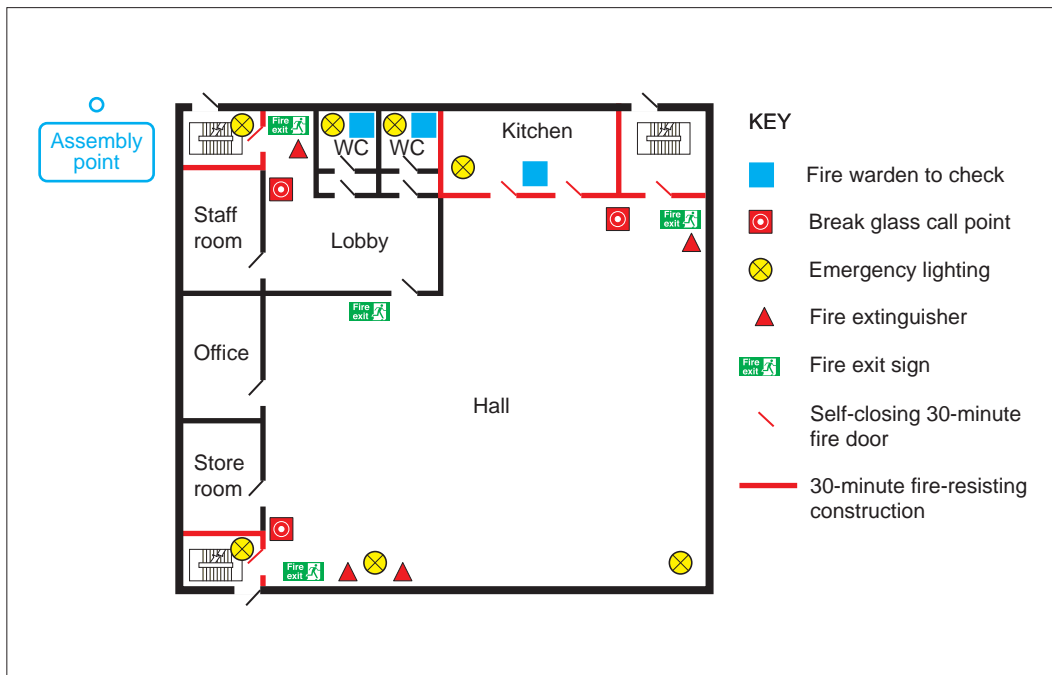 Assembly
point
Fire
exit
WC
WC
Kitchen
Staff
room
Lobby
Fire
exit
Fire
exit
Office
Hall
Store
room
Fire
exit
KEY
Fire warden to check
Break glass call point
Emergency lighting
Fire extinguisher
Fire
exit
Fire exit sign
Self-closing 30-minute
fire door
30-minute fire-resisting
construction